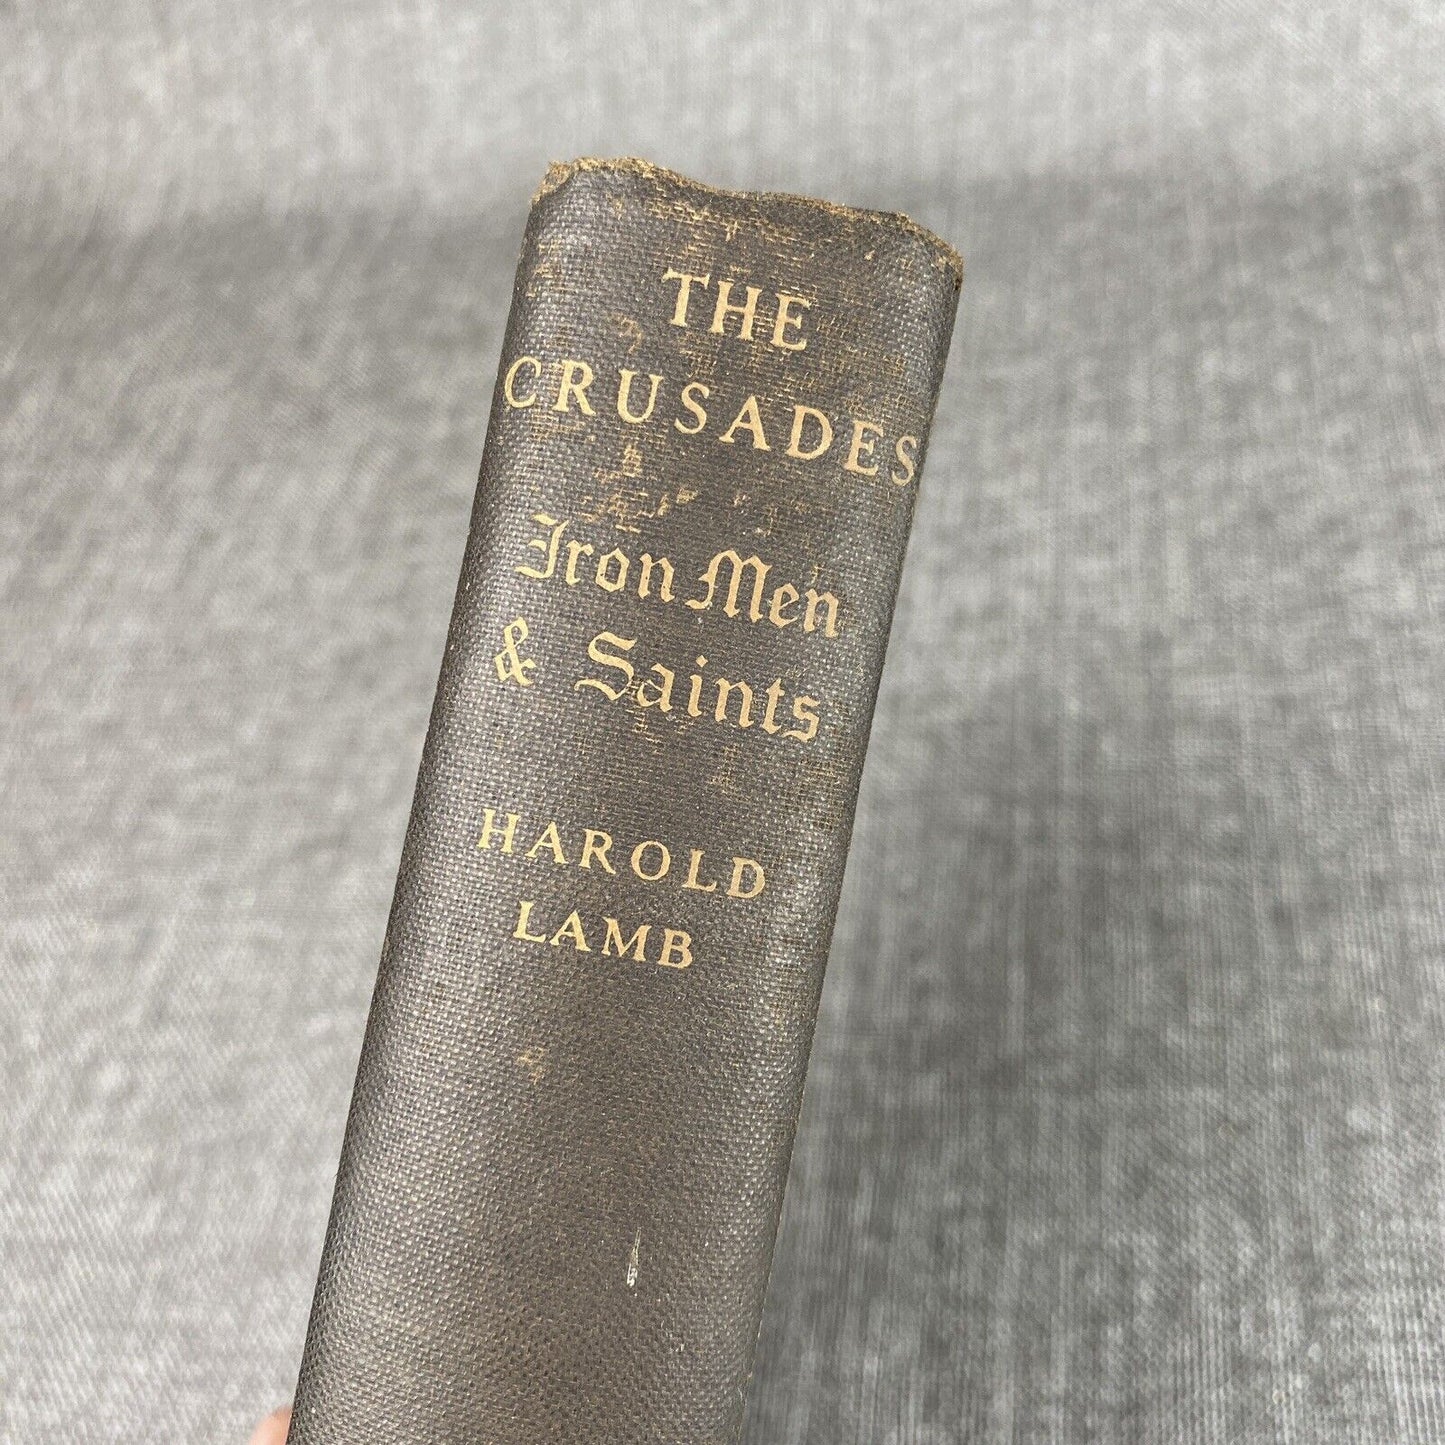 THE
CRUSADES
Iron Men
& Saints
HAROLD
LAMB